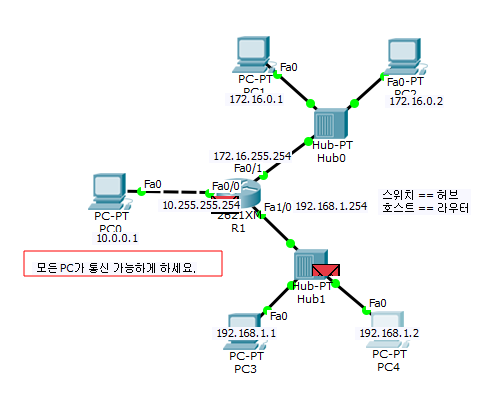 Fa0
PC-PT
PC1
172.16.0.1
Fa0
-PT
PC2
172.16.0.2
Hub-PT
Hub0
172.16.255.254
Fa0/1
Fa0
Fa0/0
PC-PT
PC0
10.0.0.1
10.255.255.254
2621XM
R1
Fa1/0
192.168.1.254
스위치 == 허브
호스트 == 라우터
모든 PC가 통신 가능하게 하세요.
Hub-PT
Hub1
Fa0
192.168.1.1
PC-PT
PC3
Fa0
192.168.1.2
PC-PT
PC4